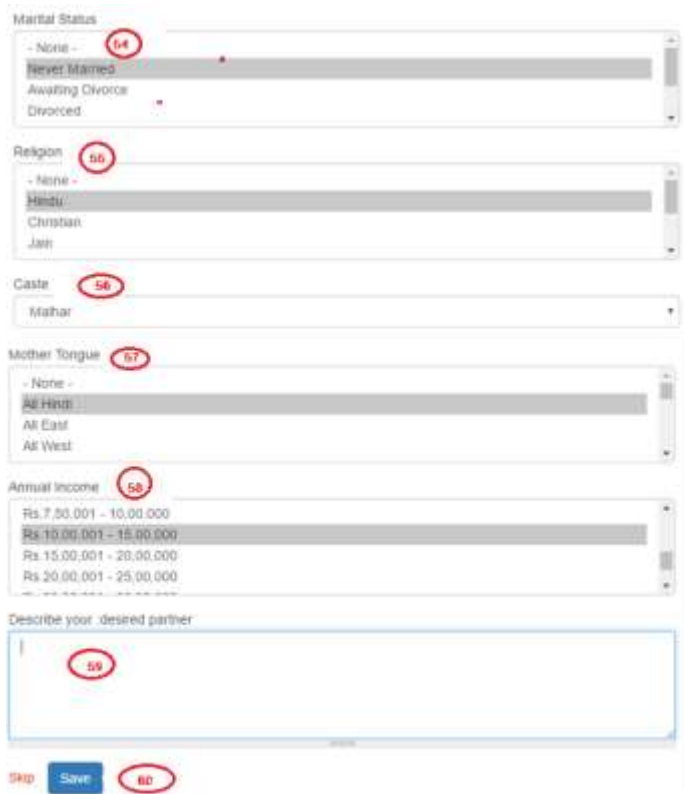 Marital Status
54
- None -
Never Married
Awaiting Divorce
Divorced
Religion
55
- None -
Hindu
Christian
Jain
Caste
56
Malhar
Mother Tongue
57
- None -
All Hindi
All East
All West
Annual Income
58
Rs.7,50,001 - 10,00,000
Rs.10,00,001 - 15,00,000
Rs.15,00,001 - 20,00,000
Rs.20,00,001 - 25,00,000
Describe your desired partner
59
Skip Save 60